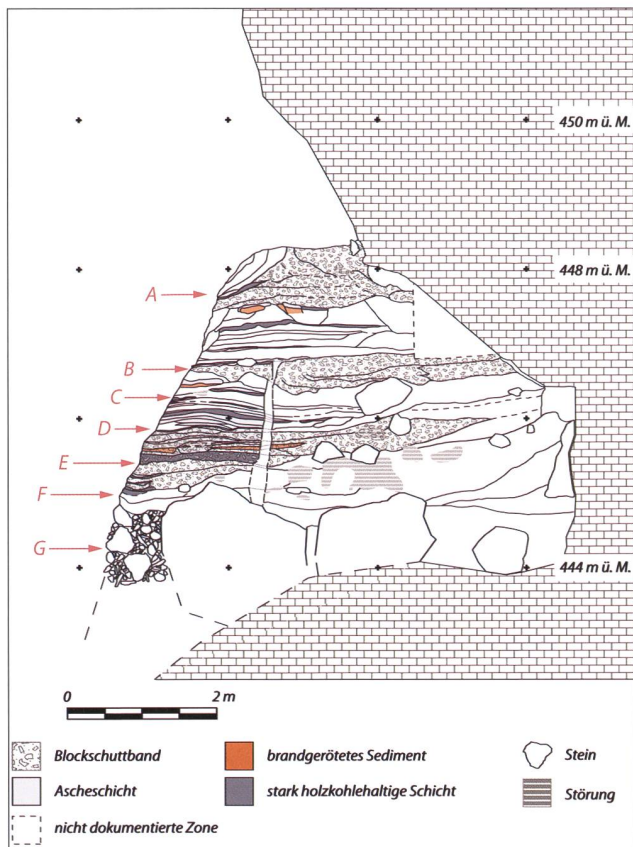 450 m ü. M.
448 m ü. M.
A
B
C
D
E
F
G
444 m ü. M.
0 2 m
Blockschuttband
brandgerötetes Sediment
Stein
Ascheschicht
stark holzkohlehaltige Schicht
Störung
nicht dokumentierte Zone